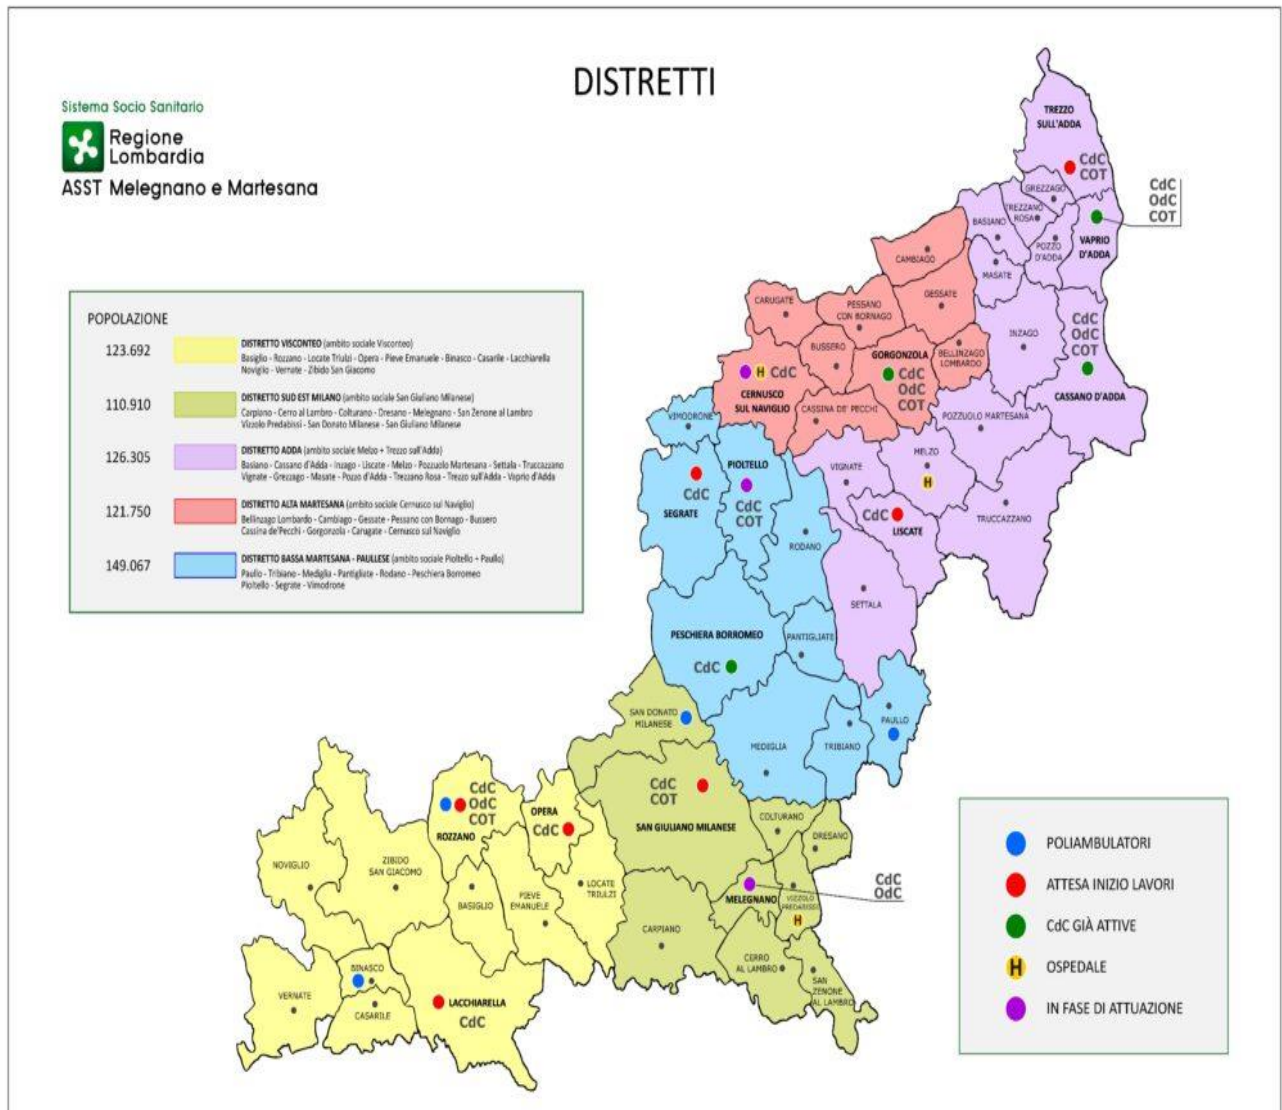 DISTRETTI
Sistema Socio Sanitario
Regione
Lombardia
ASST Melegnano e Martesana
POPOLAZIONE
123.692
DISTRETTO VISCONTEO (ambito sociale Visconteo)
Basiglio - Rozzano - Locate Triulzi - Opera - Pieve Emanuele - Binasco - Casarile - Lacchiarella
Noviglio - Vernate - Zibido San Giacomo
110.910
DISTRETTO SUD EST MILANO (ambito sociale San Giuliano Milanese)
Carpiano - Cerro al Lambro - Colturano - Dresano - Melegnano - San Zenone al Lambro
Vizzolo Predabissi - San Donato Milanese - San Giuliano Milanese
126.305
DISTRETTO ADDA (ambito sociale Melzo + Trezzo sull'Adda)
Basiano - Cassano d'Adda - Inzago - Liscate - Melzo - Pozzuolo Martesana - Settala - Truccazzano
Vignate - Grezzago - Masate - Pozzo d'Adda - Trezzano Rosa - Trezzo sull'Adda - Vaprio d'Adda
121.750
DISTRETTO ALTA MARTESANA (ambito sociale Cernusco sul Naviglio)
Bellinzago Lombardo - Cambiago - Gessate - Pessano con Bornago - Bussero
Cassina de'Pecchi - Gorgonzola - Carugate - Cernusco sul Naviglio
149.067
DISTRETTO BASSA MARTESANA - PAULLESE (ambito sociale Pioltello + Paullo)
Paullo - Tribiano - Mediglia - Pantigliate - Rodano - Peschiera Borromeo
Pioltello - Segrate - Vimodrone
TREZZO
SULL'ADDA
CdC
COT
GREZZAGO
TREZZANO
ROSA
BASIANO
POZZO
D'ADDA
MASATE
VAPRIO
D'ADDA
CdC
OdC
COT
CAMBIAGO
GESSATE
CARUGATE
PESSANO
CON BORNAGO
BUSSERO
GORGONZOLA
CdC
OdC
COT
BELLINZAGO
LOMBARDO
INZAGO
CdC
OdC
COT
CASSANO D'ADDA
H CdC
CERNUSCO
SUL NAVIGLIO
CASSINA DE' PECCHI
VIMODRONE
POZZUOLO MARTESANA
PIOLTELLO
CdC
COT
CdC
SEGRATE
VIGNATE
MELZO
H
CdC
LISCATE
TRUCCAZZANO
RODANO
SETTALA
PESCHIERA BORROMEO
CdC
PANTIGLIATE
SAN DONATO
MILANESE
MEDIGLIA
TRIBIANO
PAULLO
CdC
COT
SAN GIULIANO MILANESE
COLTURANO
DRESANO
CdC
OdC
COT
ROZZANO
OPERA
CdC
NOVIGLIO
ZIBIDO
SAN GIACOMO
BASIGLIO
PIEVE
EMANUELE
LOCATE
TRIULZI
MELEGNANO
CdC
OdC
VIZZOLO
PREDABISSI
H
CARPIANO
CERRO
AL LAMBRO
SAN
ZENONE
AL LAMBRO
BINASCO
VERNATE
CASARILE
LACCHIARELLA
CdC
POLIAMBULATORI
ATTESA INIZIO LAVORI
CdC GIÀ ATTIVE
H OSPEDALE
IN FASE DI ATTUAZIONE